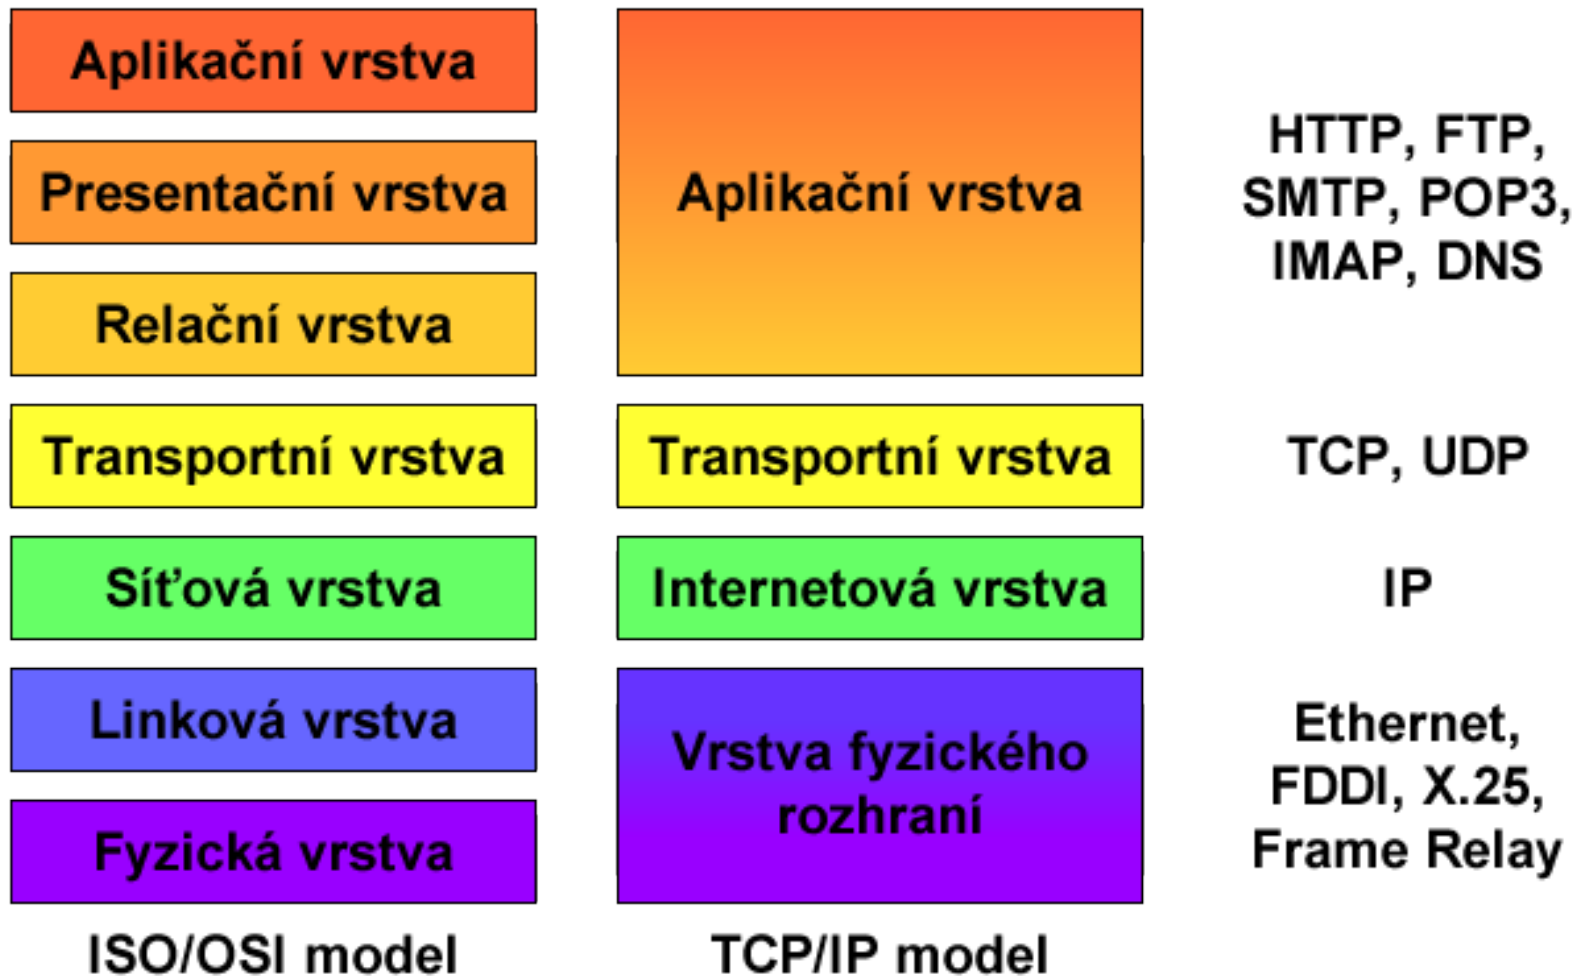 Aplikační vrstva
Presentační vrstva
Relační vrstva
Transportní vrstva
Síťová vrstva
Linková vrstva
Fyzická vrstva
ISO/OSI model
Aplikační vrstva
Transportní vrstva
Internetová vrstva
Vrstva fyzického
rozhraní
TCP/IP model
HTTP, FTP,
SMTP, POP3,
IMAP, DNS
TCP, UDP
IP
Ethernet,
FDDI, X.25,
Frame Relay